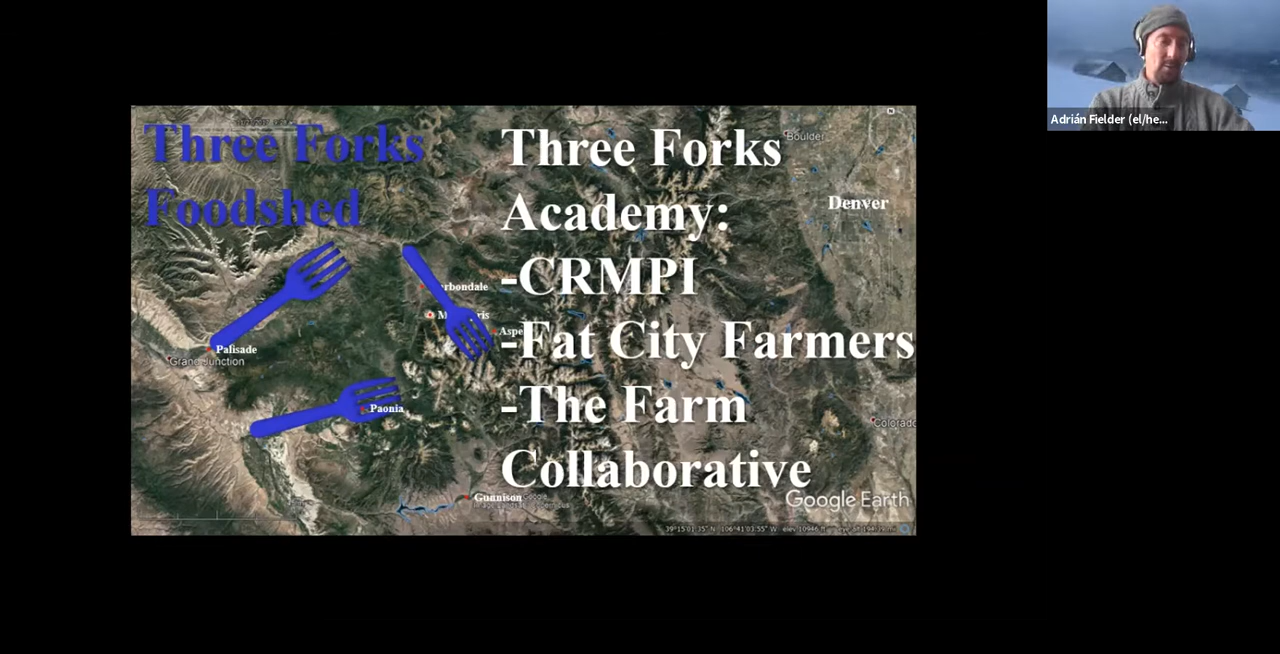 Three Forks
Foodshed
Three Forks
Academy:
-CRMPI
-Fat City Farmers
-The Farm
Collaborative
Boulder
Denver
Palisade
Grand Junction
Paonia
Gunnison
Google Earth
Adrián Fielder (el/he...